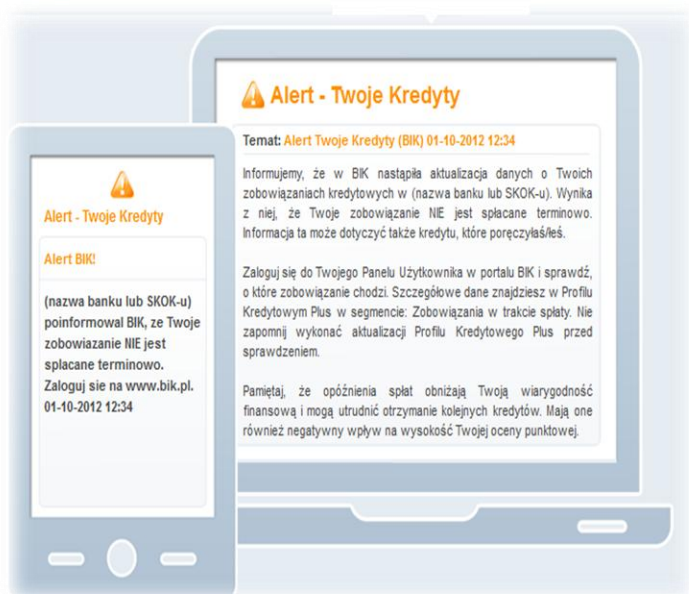 Alert - Twoje Kredyty
Temat: Alert Twoje Kredyty (BIK) 01-10-2012 12:34
Informujemy, że w BIK nastąpiła aktualizacja danych o Twoich
zobowiązaniach kredytowych w (nazwa banku lub SKOK-u). Wynika
z niej, że Twoje zobowiązanie NIE jest spłacane terminowo.
Informacja ta może dotyczyć także kredytu, które poręczyłaś/łeś.
Zaloguj się do Twojego Panelu Użytkownika w portalu BIK i sprawdź,
o które zobowiązanie chodzi. Szczegółowe dane znajdziesz w Profilu
Kredytowym Plus w segmencie: Zobowiązania w trakcie spłaty. Nie
zapomnij wykonać aktualizacji Profilu Kredytowego Plus przed
sprawdzeniem.
Pamiętaj, że opóźnienia spłat obniżają Twoją wiarygodność
finansową i mogą utrudnić otrzymanie kolejnych kredytów. Mają one
również negatywny wpływ na wysokość Twojej oceny punktowej.
Alert - Twoje Kredyty
Alert BIK!
(nazwa banku lub SKOK-u)
poinformowal BIK, ze Twoje
zobowiazanie NIE jest
splacane terminowo.
Zaloguj sie na www.bik.pl.
01-10-2012 12:34